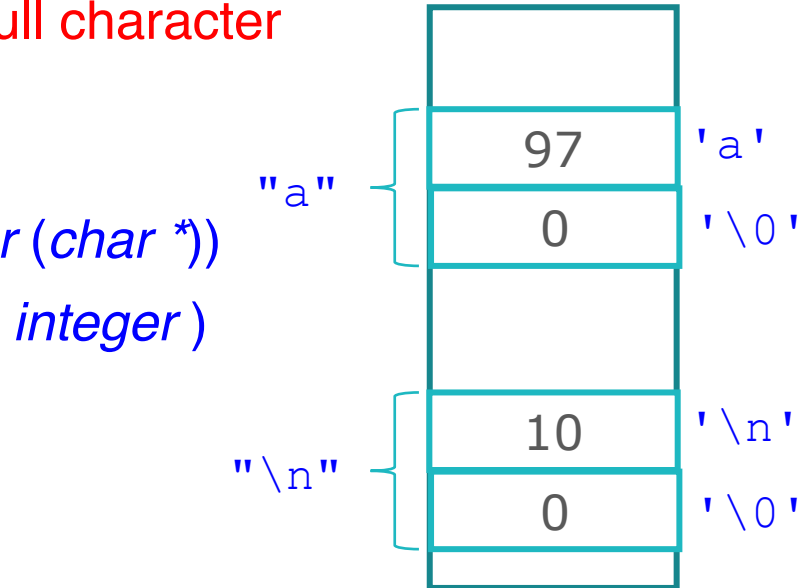 ull character
97 'a'
"a"
0 '\0'
r (char *))
integer )
10 '\n'
"\n"
0 '\0'